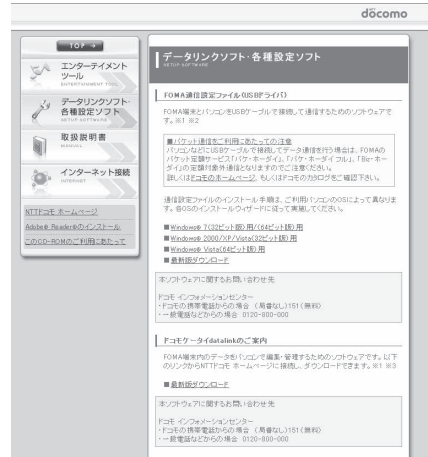 döcomo
TOP →
エンターテイメント
ツール
ENTERTAINMENT TOOL
データリンクソフト・
各種設定ソフト
SETUP SOFTWARE
取扱説明書
MANUAL
インターネット接続
INTERNET
NTTドコモ ホームページ
Adobe® Reader®のインストール
このCD-ROMのご利用にあたって
データリンクソフト・各種設定ソフト
SETUP SOFTWARE
FOMA通信設定ファイル(USBドライバ)
FOMA端末とパソコンをUSBケーブルで接続して通信するためのソフトウェアで
す。※1 ※2
■パケット通信をご利用にあたっての注意
パソコンなどにUSBケーブルで接続してデータ通信を行う場合は、FOMAの
パケット定額サービス「パケ・ホーダイ」、「パケ・ホーダイフル」、「Biz・ホー
ダイ」の定額対象外通信となりますのでご注意ください。
詳しくはドコモのホームページ、もしくはドコモのカタログをご確認下さい。
通信設定ファイルのインストール手順は、ご利用パソコンのOSによって異なりま
す。各OSのインストールウィザードに従って実施してください。
■Windows® 7(32ビット版)用/(64ビット版)用
■Windows® 2000/XP/Vista(32ビット版)用
■Windows® Vista(64ビット版)用
■最新版ダウンロード
本ソフトウェアに関するお問い合わせ先
ドコモ インフォメーションセンター
・ドコモの携帯電話からの場合 (局番なし)151(無料)
・一般電話などからの場合 0120-800-000
ドコモケータイdatalinkのご案内
FOMA端末内のデータをパソコンで編集・管理するためのソフトウェアです。以下
のリンクからNTTドコモ ホームページに接続し、ダウンロードできます。※1 ※3
■最新版ダウンロード
本ソフトウェアに関するお問い合わせ先
ドコモ インフォメーションセンター
・ドコモの携帯電話からの場合 (局番なし)151(無料)
・一般電話などからの場合 0120-800-000